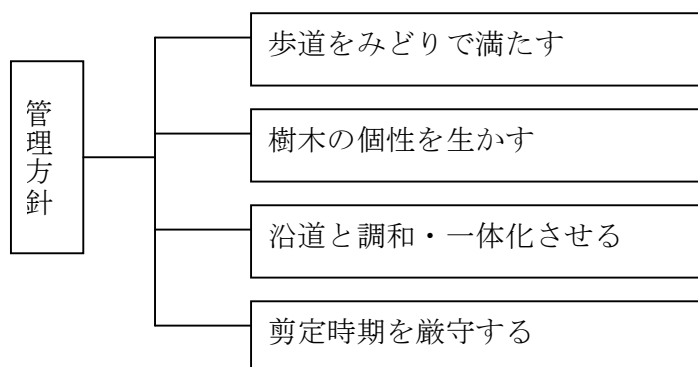 管理方針
歩道をみどりで満たす
樹木の個性を生かす
沿道と調和・一体化させる
剪定時期を厳守する